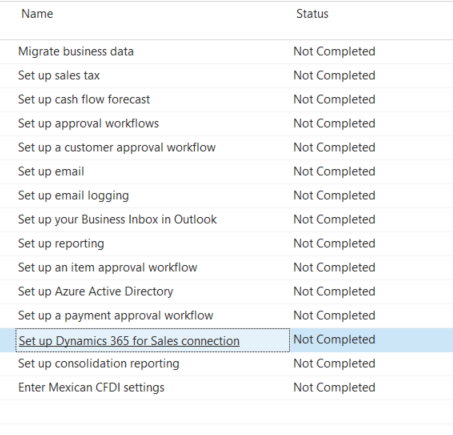 Name Status
Migrate business data Not Completed
Set up sales tax Not Completed
Set up cash flow forecast Not Completed
Set up approval workflows Not Completed
Set up a customer approval workflow Not Completed
Set up email Not Completed
Set up email logging Not Completed
Set up your Business Inbox in Outlook Not Completed
Set up reporting Not Completed
Set up an item approval workflow Not Completed
Set up Azure Active Directory Not Completed
Set up a payment approval workflow Not Completed
Set up Dynamics 365 for Sales connection Not Completed
Set up consolidation reporting Not Completed
Enter Mexican CFDI settings Not Completed